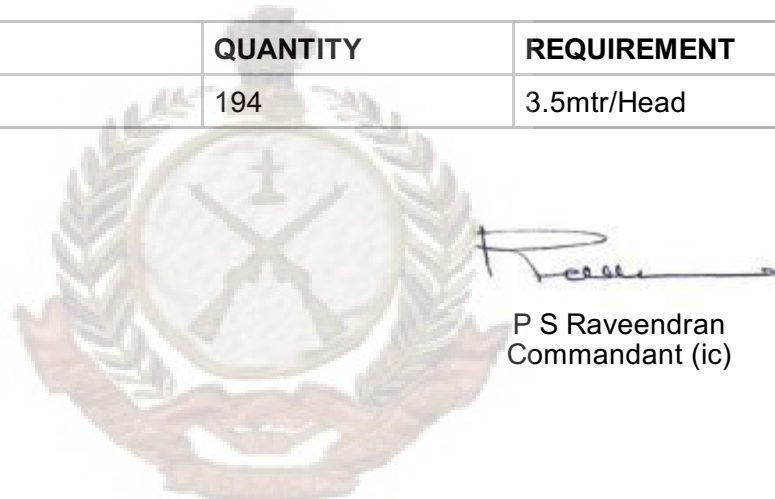 QUANTITY REQUIREMENT
194 3.5mtr/Head
P S Raveendran
Commandant (ic)